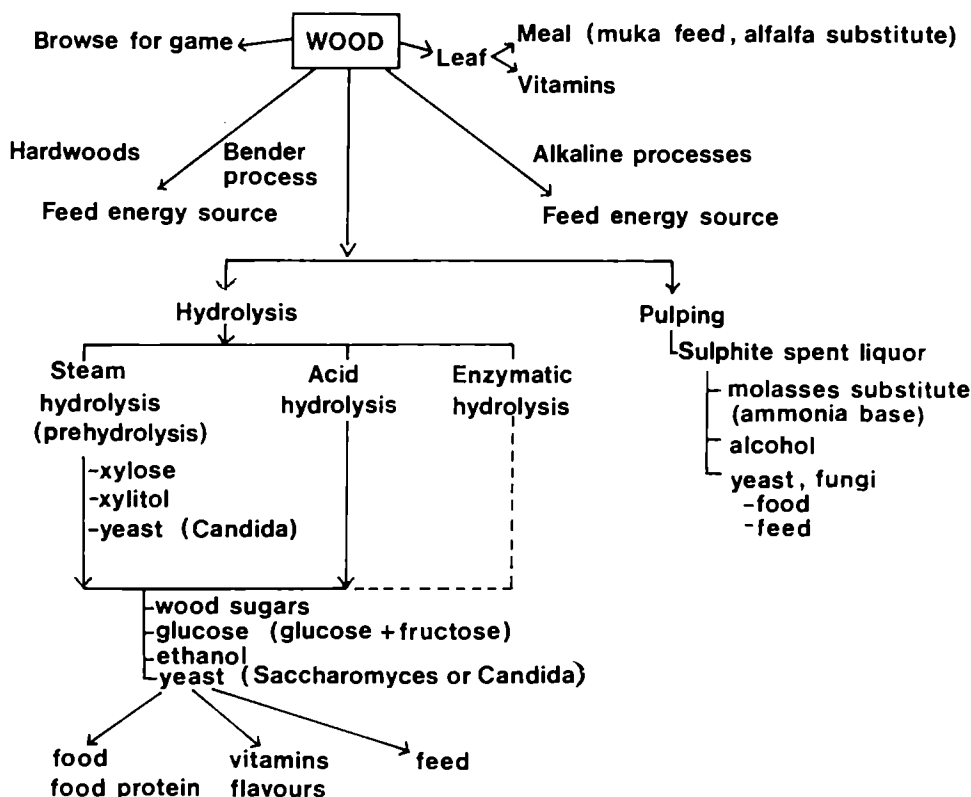 Browse for game
WOOD
Leaf
Meal (muka feed, alfalfa substitute)
Vitamins
Hardwoods
Bender
process
Feed energy source
Alkaline processes
Feed energy source
Hydrolysis
Pulping
Steam
hydrolysis
(prehydrolysis)
-xylose
-xylitol
-yeast (Candida)
Acid
hydrolysis
Enzymatic
hydrolysis
Sulphite spent liquor
molasses substitute
(ammonia base)
alcohol
yeast, fungi
-food
-feed
wood sugars
glucose (glucose + fructose)
ethanol
yeast (Saccharomyces or Candida)
food
food protein
vitamins
flavours
feed